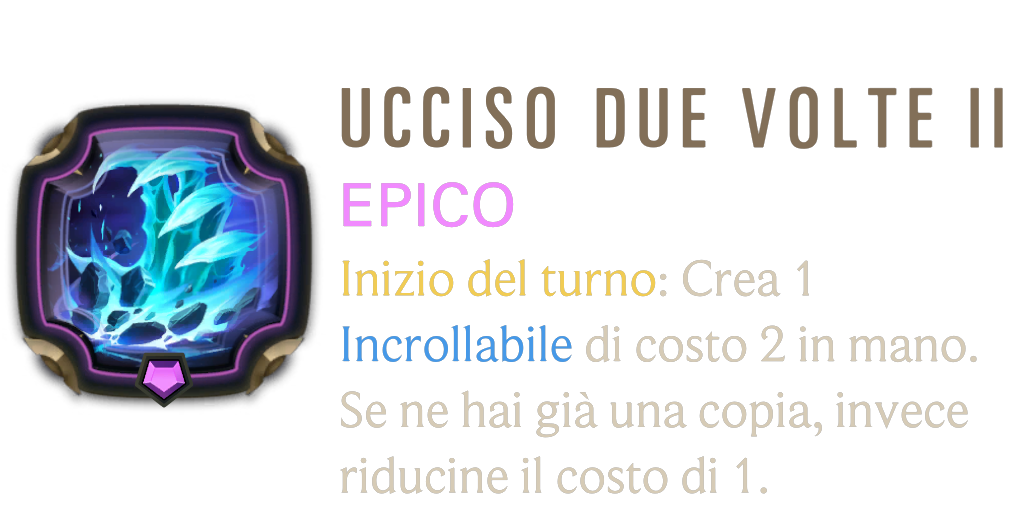 UCCISO DUE VOLTE II
EPICO
Inizio del turno: Crea 1
Incrollabile di costo 2 in mano.
Se ne hai già una copia, invece
riducine il costo di 1.